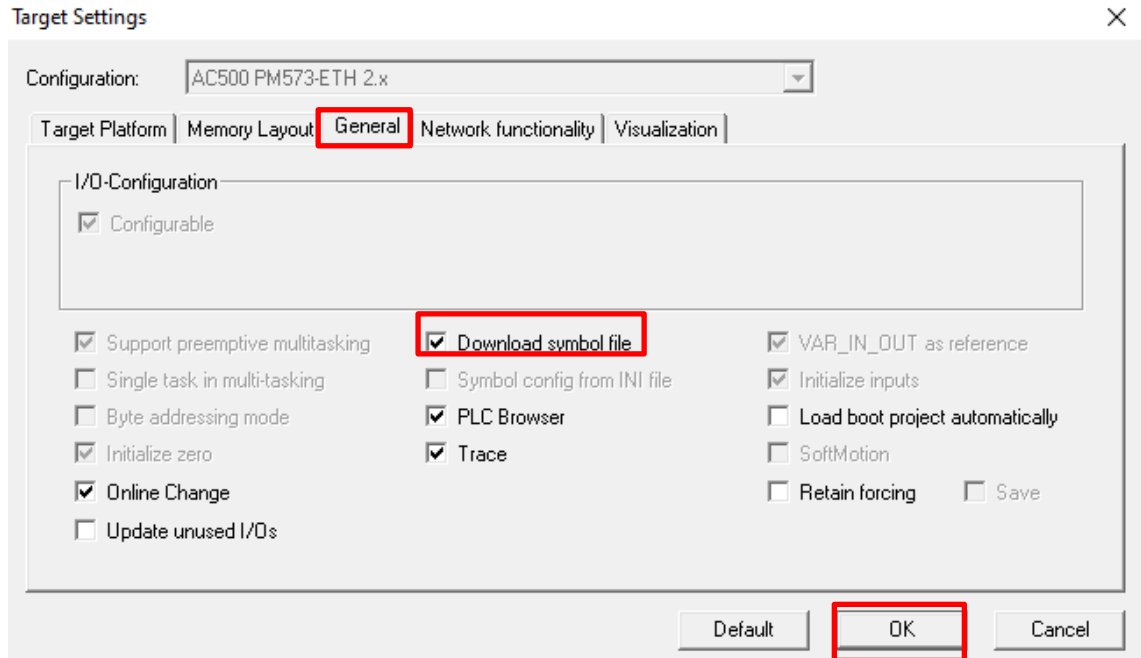 Target Settings
Configuration: AC500 PM573-ETH 2.x
Target Platform Memory Layout General Network functionality Visualization
I/O-Configuration
Configurable
Support preemptive multitasking Download symbol file VAR_IN_OUT as reference
Single task in multi-tasking Symbol config from INI file Initialize inputs
Byte addressing mode PLC Browser Load boot project automatically
Initialize zero Trace SoftMotion
Online Change Retain forcing Save
Update unused I/Os
Default OK Cancel